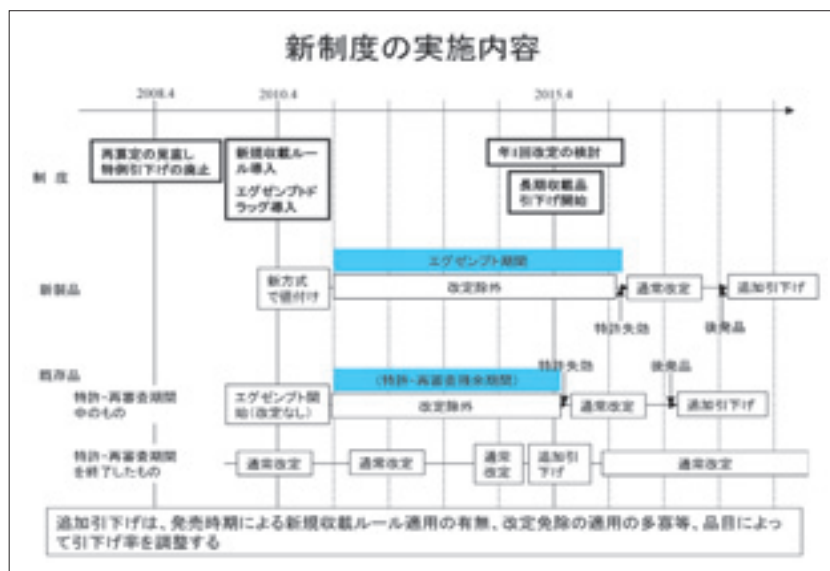 新制度の実施内容
2008.4
2010.4
2015.4
制 度
再算定の見直し
特例引下げの廃止
新規収載ルー
ル導入
エグゼンプトド
ラッグ導入
年1回改定の検討
長期収載品
引下げ開始
エグゼンプト期間
新製品
新方式
で値付け
改定除外
通常改定
追加引下げ
特許失効
後発品
既存品
(特許・再審査残余期間)
特許失効
後発品
特許・再審査期間
中のもの
エグゼンプト開
始(改定なし)
改定除外
通常改定
追加引下げ
特許・再審査期間
を終了したもの
通常改定
通常改定
通常
改定
追加引
下げ
通常改定
追加引下げは、発売時期による新規収載ルール適用の有無、改定免除の適用の多寡等、品目によっ
て引下げ率を調整する